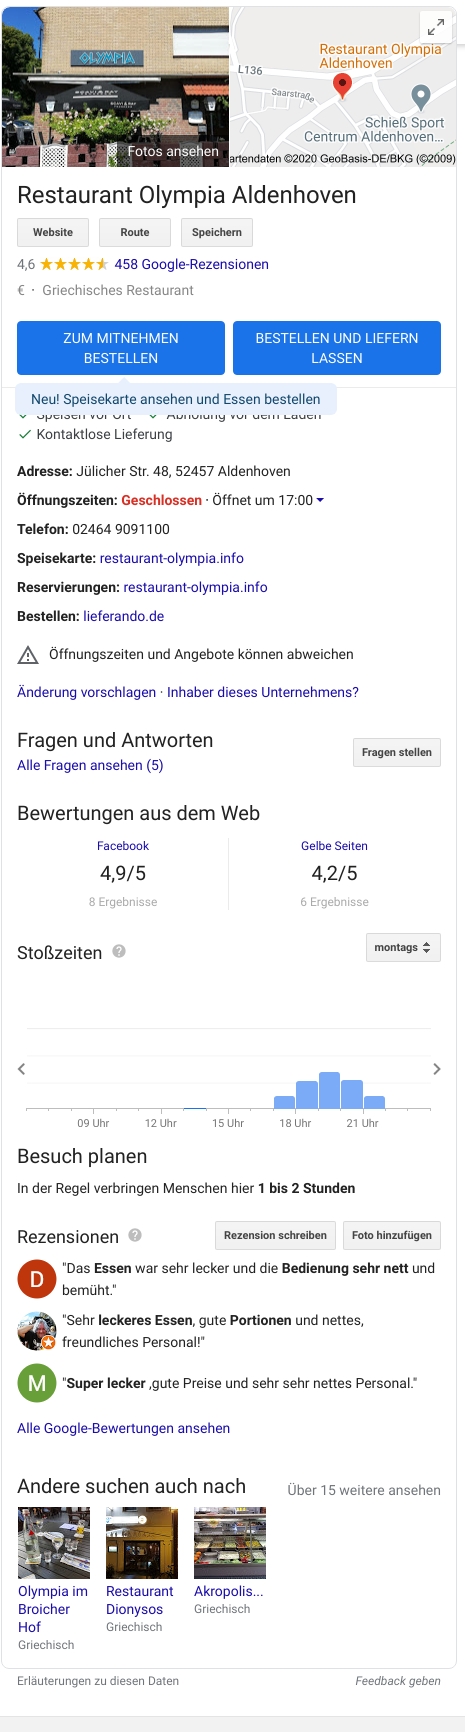 OLYMPIA
L136
Saarstraße
Restaurant Olympia
Aldenhoven
Schieß Sport
Centrum Aldenhoven...
Fotos ansehen
artendaten ©2020 GeoBasis-DE/BKG (©2009)
Restaurant Olympia Aldenhoven
Website Route Speichern
4,6 458 Google-Rezensionen
€ · Griechisches Restaurant
ZUM MITNEHMEN
BESTELLEN
BESTELLEN UND LIEFERN
LASSEN
Neu! Speisekarte ansehen und Essen bestellen
Speisen vor Ort Abholung vor dem Laden
Kontaktlose Lieferung
Adresse: Jülicher Str. 48, 52457 Aldenhoven
Öffnungszeiten: Geschlossen · Öffnet um 17:00
Telefon: 02464 9091100
Speisekarte: restaurant-olympia.info
Reservierungen: restaurant-olympia.info
Bestellen: lieferando.de
Öffnungszeiten und Angebote können abweichen
Änderung vorschlagen · Inhaber dieses Unternehmens?
Fragen und Antworten
Alle Fragen ansehen (5)
Fragen stellen
Bewertungen aus dem Web
Facebook
4,9/5
8 Ergebnisse
Gelbe Seiten
4,2/5
6 Ergebnisse
Stoßzeiten ?
montags
09 Uhr 12 Uhr 15 Uhr 18 Uhr 21 Uhr
Besuch planen
In der Regel verbringen Menschen hier 1 bis 2 Stunden
Rezensionen ?
Rezension schreiben Foto hinzufügen
D
"Das Essen war sehr lecker und die Bedienung sehr nett und
bemüht."
"Sehr leckeres Essen, gute Portionen und nettes,
freundliches Personal!"
M
"Super lecker ,gute Preise und sehr sehr nettes Personal."
Alle Google-Bewertungen ansehen
Andere suchen auch nach
Über 15 weitere ansehen
Olympia im
Broicher
Hof
Griechisch
Restaurant
Dionysos
Griechisch
Akropolis...
Griechisch
Erläuterungen zu diesen Daten
Feedback geben